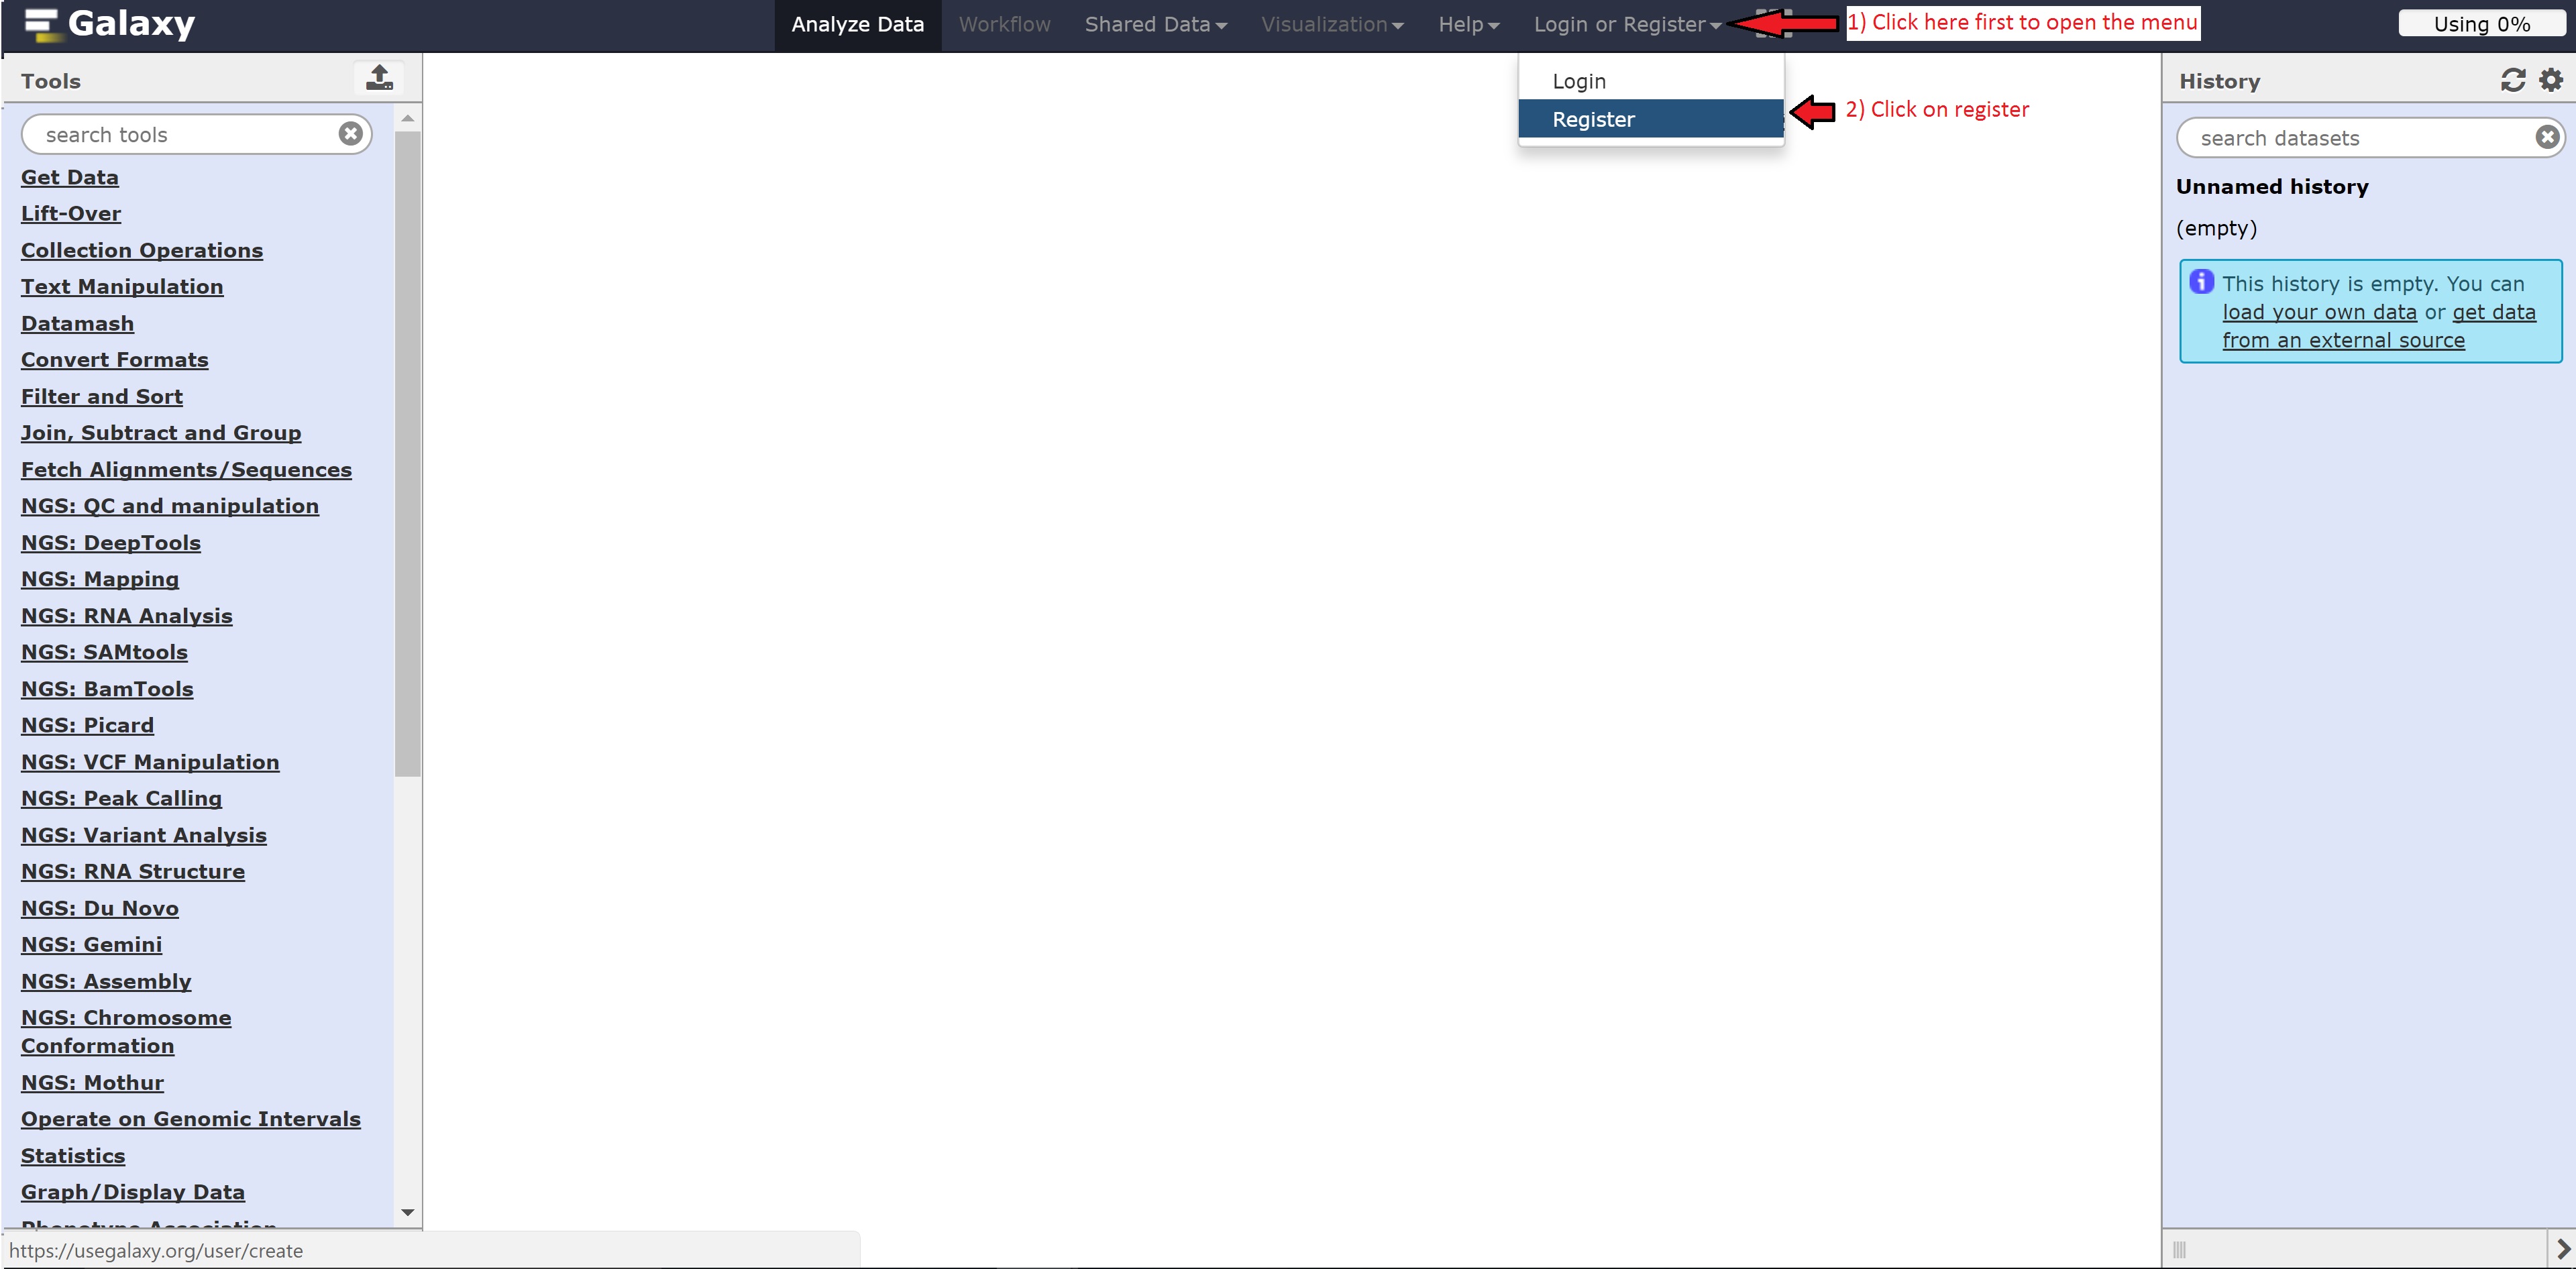 Galaxy
Analyze Data Workflow Shared Data Visualization Help Login or Register 1) Click here first to open the menu Using 0%
Login
Register
2) Click on register
Tools
search tools
Get Data
Lift-Over
Collection Operations
Text Manipulation
Datamash
Convert Formats
Filter and Sort
Join, Subtract and Group
Fetch Alignments/Sequences
NGS: QC and manipulation
NGS: DeepTools
NGS: Mapping
NGS: RNA Analysis
NGS: SAMtools
NGS: BamTools
NGS: Picard
NGS: VCF Manipulation
NGS: Peak Calling
NGS: Variant Analysis
NGS: RNA Structure
NGS: Du Novo
NGS: Gemini
NGS: Assembly
NGS: Chromosome
Conformation
NGS: Mothur
Operate on Genomic Intervals
Statistics
Graph/Display Data
Phenotype Association
https://usegalaxy.org/user/create
History
search datasets
Unnamed history
(empty)
This history is empty. You can
load your own data or get data
from an external source